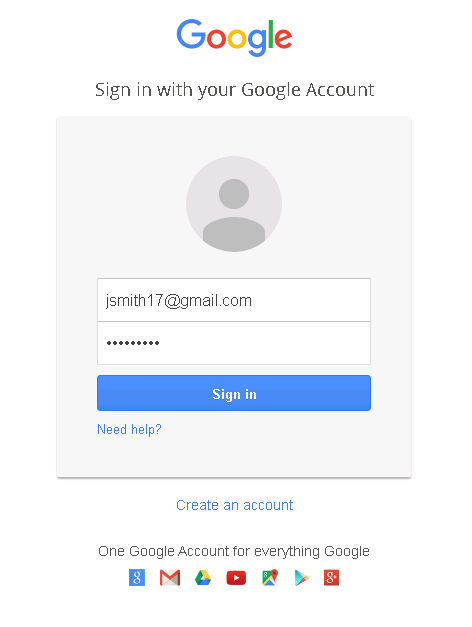 Google
Sign in with your Google Account
jsmith17@gmail.com
•••••••••
Sign in
Need help?
Create an account
One Google Account for everything Google